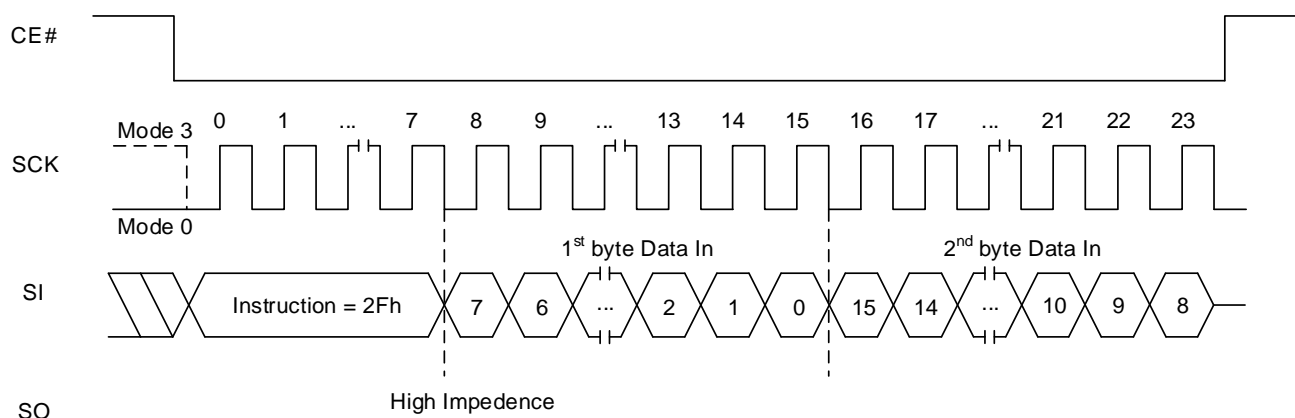 CE#
0 1 ... 7 8 9 ... 13 14 15 16 17 ... 21 22 23
Mode 3
SCK
Mode 0
1st byte Data In 2nd byte Data In
SI Instruction = 2Fh 7 6 ... 2 1 0 15 14 ... 10 9 8
High Impedence
SO